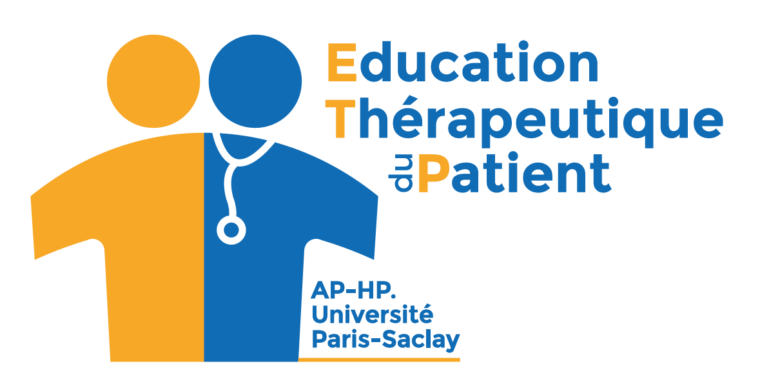 Education
Thérapeutique
du Patient
AP-HP.
Université
Paris-Saclay